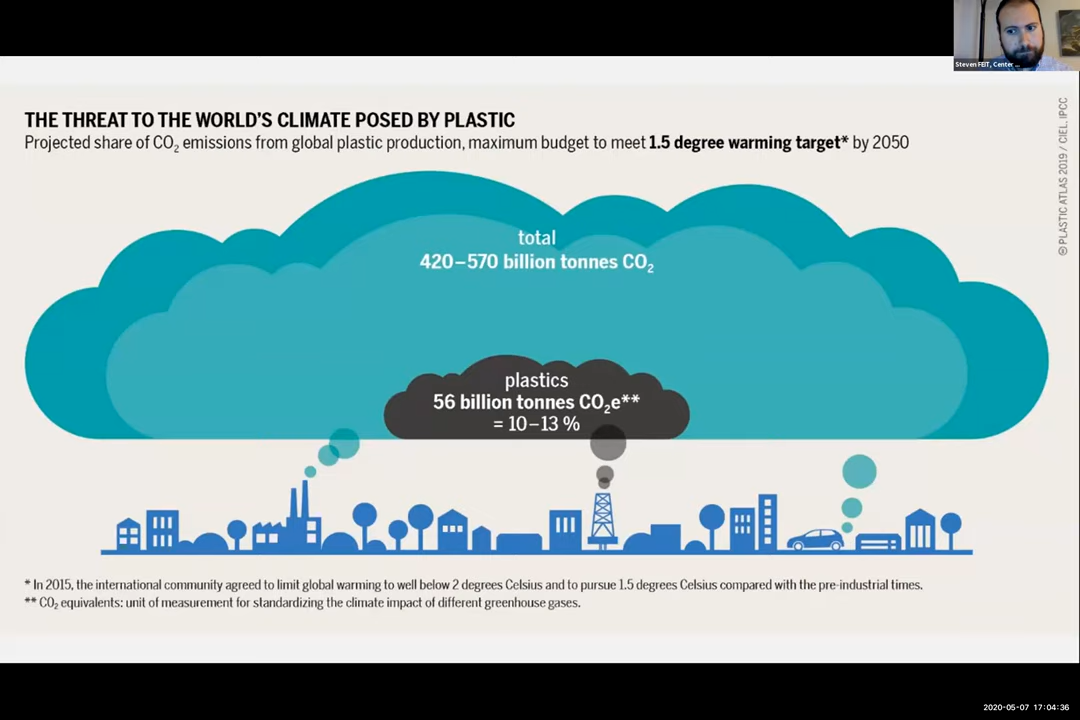 Steven FEIT, Center ...
THE THREAT TO THE WORLD'S CLIMATE POSED BY PLASTIC
Projected share of CO₂ emissions from global plastic production, maximum budget to meet 1.5 degree warming target* by 2050
© PLASTIC ATLAS 2019 / CIEL, IPCC
total
420–570 billion tonnes CO₂
plastics
56 billion tonnes CO₂e**
= 10–13 %
* In 2015, the international community agreed to limit global warming to well below 2 degrees Celsius and to pursue 1.5 degrees Celsius compared with the pre-industrial times.
** CO₂ equivalents: unit of measurement for standardizing the climate impact of different greenhouse gases.
2020-05-07 17:04:36